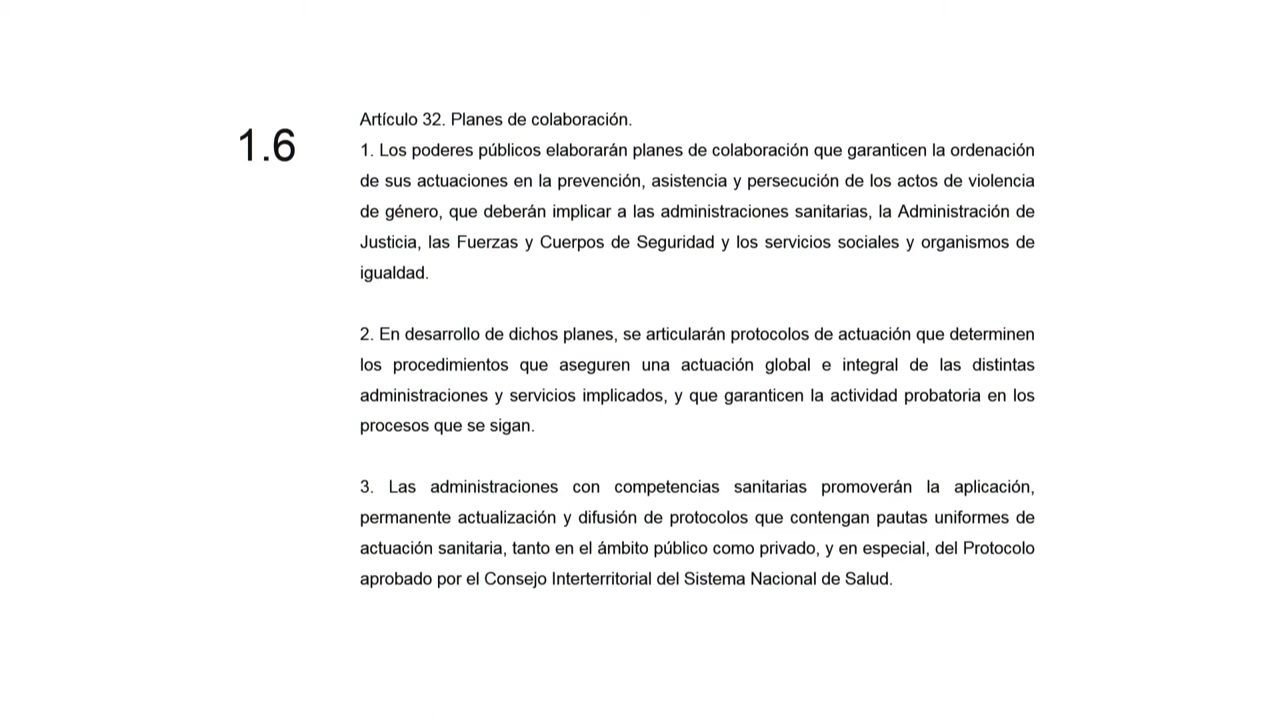 1.6
Artículo 32. Planes de colaboración.
1. Los poderes públicos elaborarán planes de colaboración que garanticen la ordenación
de sus actuaciones en la prevención, asistencia y persecución de los actos de violencia
de género, que deberán implicar a las administraciones sanitarias, la Administración de
Justicia, las Fuerzas y Cuerpos de Seguridad y los servicios sociales y organismos de
igualdad.
2. En desarrollo de dichos planes, se articularán protocolos de actuación que determinen
los procedimientos que aseguren una actuación global e integral de las distintas
administraciones y servicios implicados, y que garanticen la actividad probatoria en los
procesos que se sigan.
3. Las administraciones con competencias sanitarias promoverán la aplicación,
permanente actualización y difusión de protocolos que contengan pautas uniformes de
actuación sanitaria, tanto en el ámbito público como privado, y en especial, del Protocolo
aprobado por el Consejo Interterritorial del Sistema Nacional de Salud.